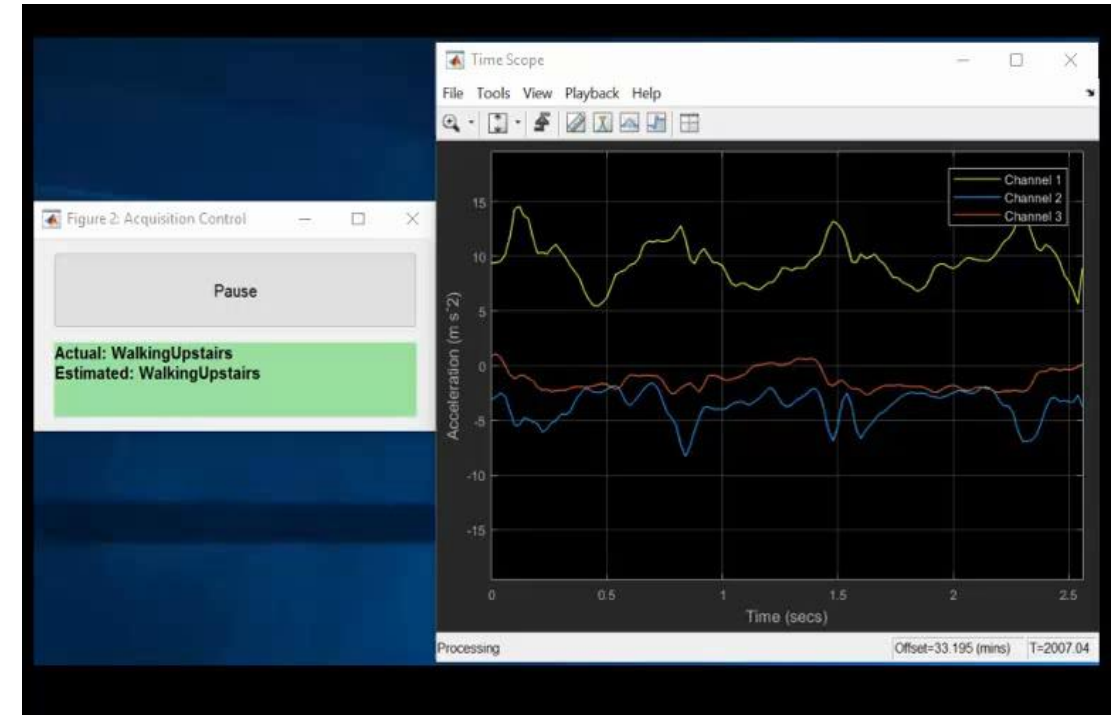 Time Scope
File Tools View Playback Help
Figure 2: Acquisition Control
Pause
Actual: WalkingUpstairs
Estimated: WalkingUpstairs
Channel 1
Channel 2
Channel 3
15
10
5
0
-5
-10
-15
Acceleration (m s^2)
0 0.5 1 1.5 2 2.5
Time (secs)
Processing Offset=33.195 (mins) T=2007.04